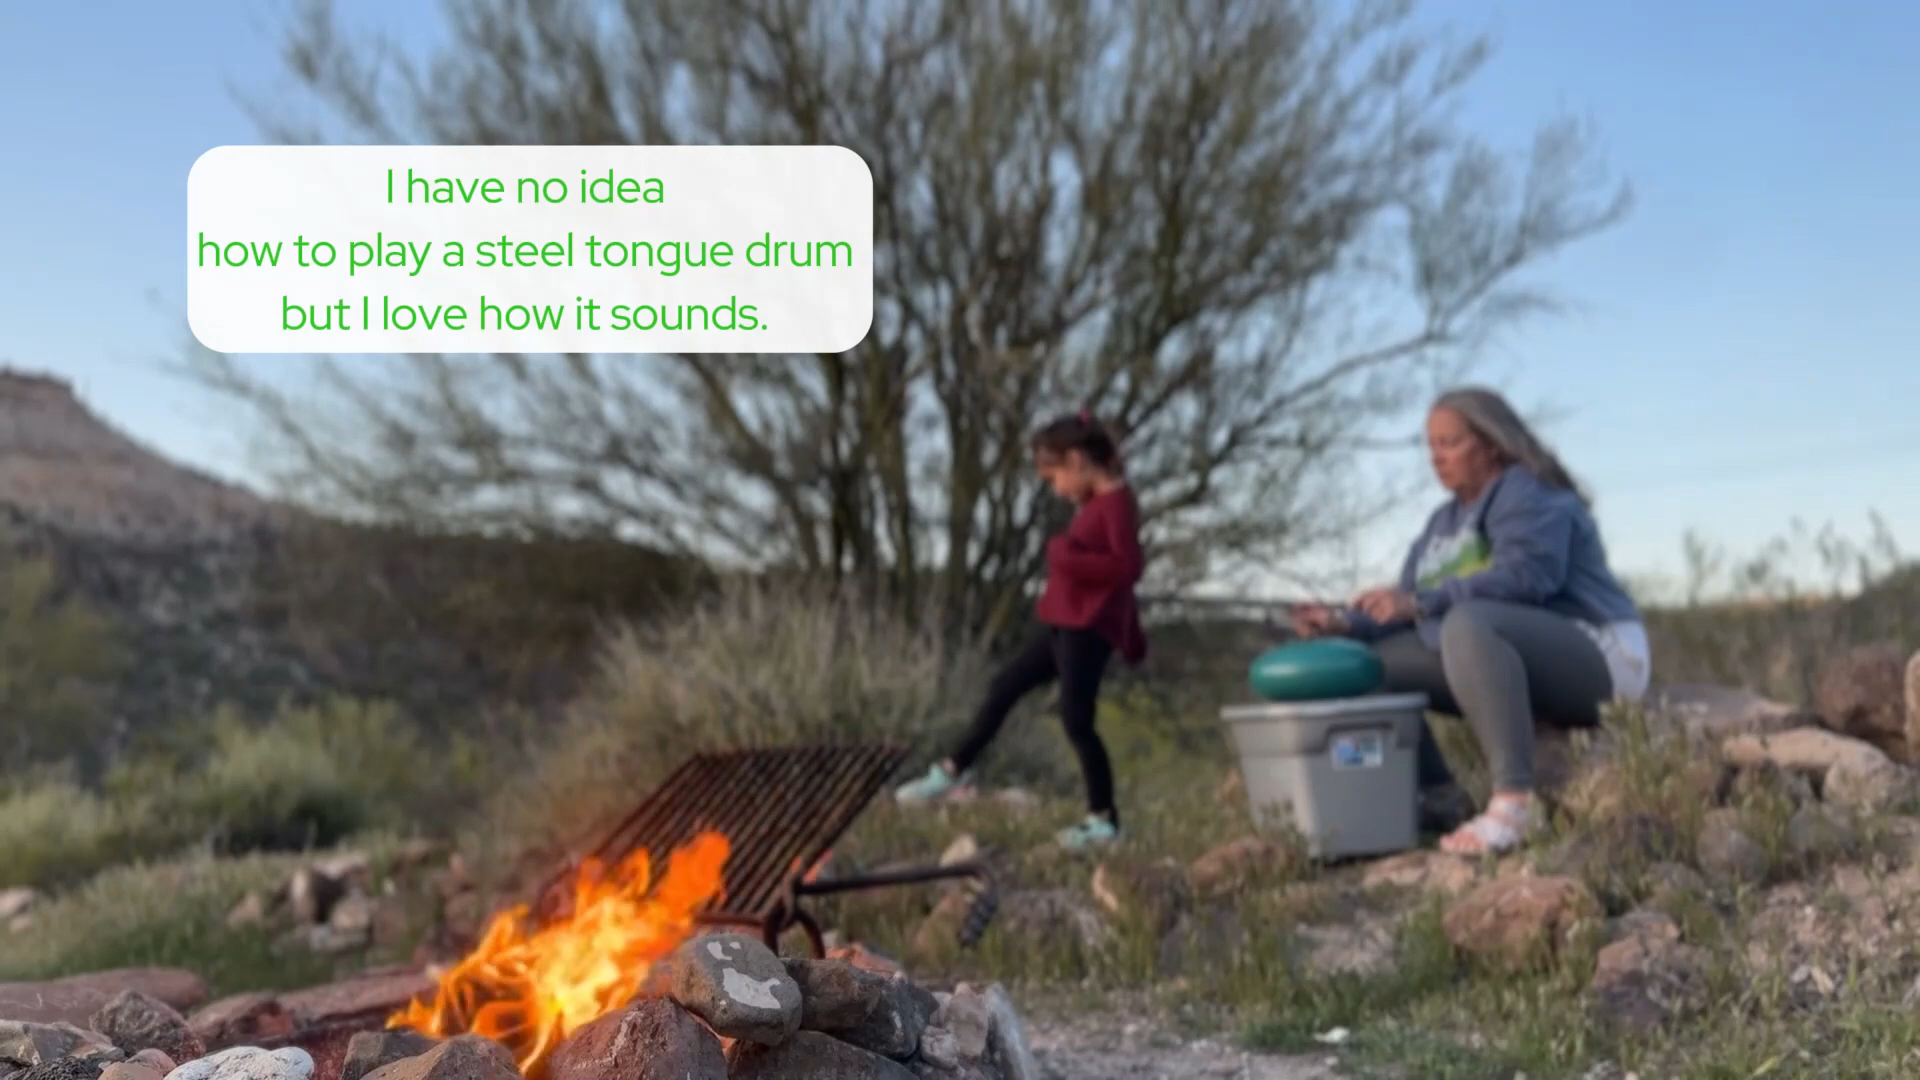 I have no idea
how to play a steel tongue drum
but I love how it sounds.